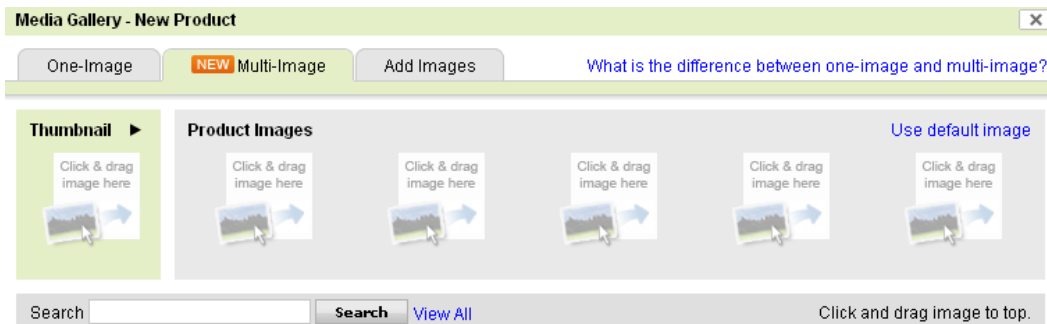 Media Gallery - New Product
One-Image
NEW Multi-Image
Add Images
What is the difference between one-image and multi-image?
Thumbnail
Product Images
Use default image
Click & drag
image here
Click & drag
image here
Click & drag
image here
Click & drag
image here
Click & drag
image here
Click & drag
image here
Search
Search
View All
Click and drag image to top.